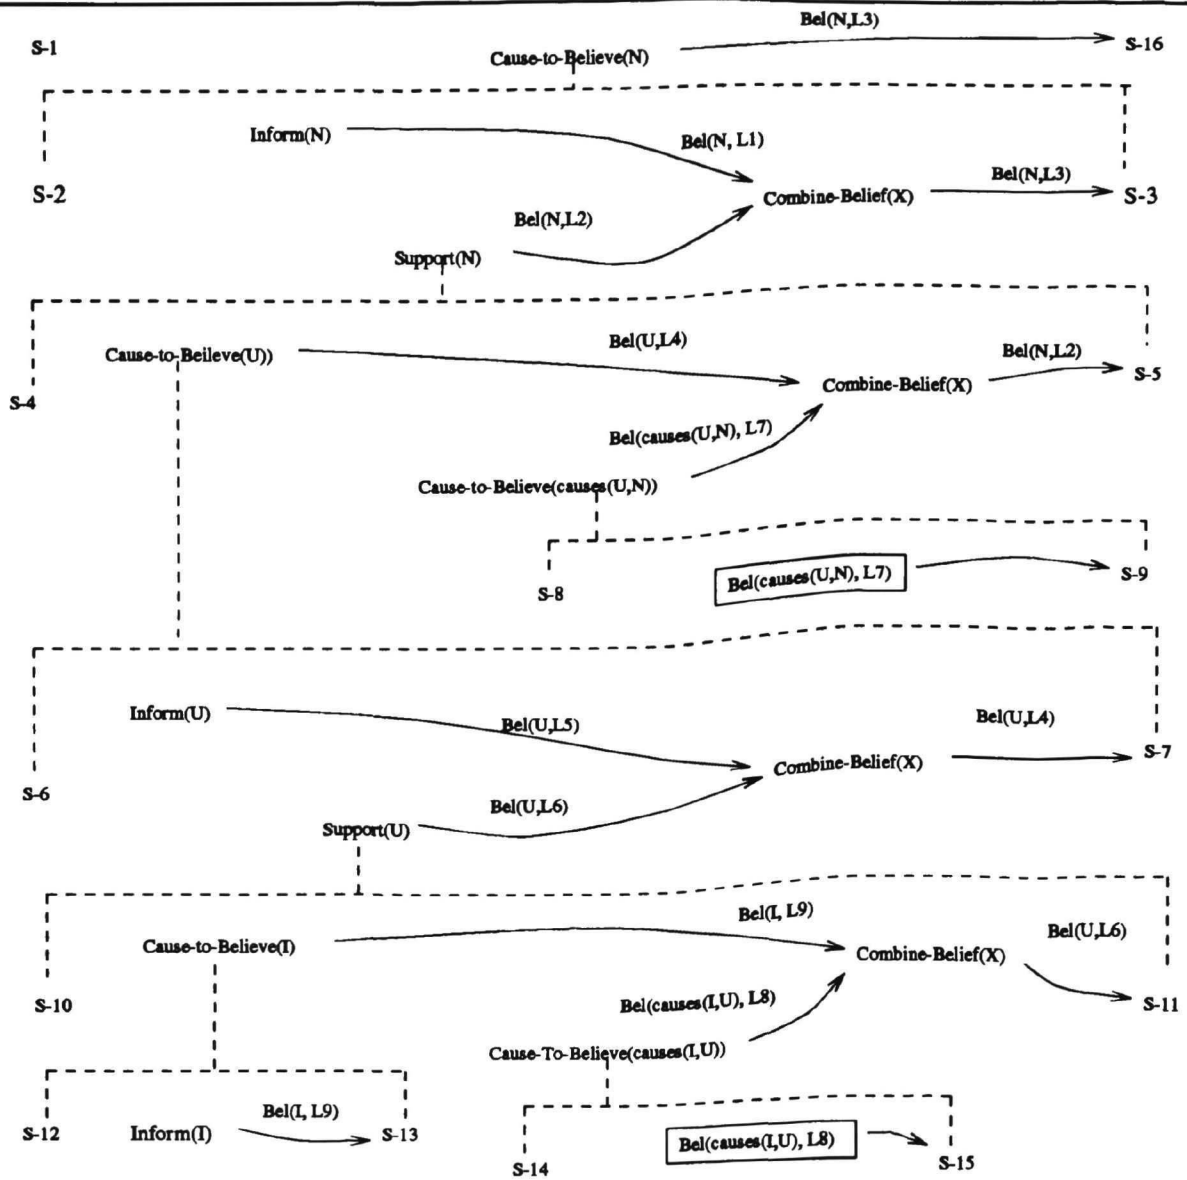 Bel(N,L3)
S-1
Cause-to-Believe(N)
S-16
Inform(N)
Bel(N, L1)
S-2
Bel(N,L3)
Combine-Belief(X)
S-3
Bel(N,L2)
Support(N)
Bel(U,L4)
Cause-to-Beileve(U))
Bel(N,L2)
S-4
Combine-Belief(X)
S-5
Bel(causes(U,N), L7)
Cause-to-Believe(causes(U,N))
S-8
Bel(causes(U,N), L7)
S-9
Inform(U)
Bel(U,L5)
Bel(U,L4)
S-6
Combine-Belief(X)
S-7
Bel(U,L6)
Support(U)
Bel(I, L9)
Cause-to-Believe(I)
Combine-Belief(X)
Bel(U,L6)
S-10
Bel(causes(I,U), L8)
S-11
Cause-To-Believe(causes(I,U))
S-12
Inform(I)
Bel(I, L9)
S-13
S-14
Bel(causes(I,U), L8)
S-15